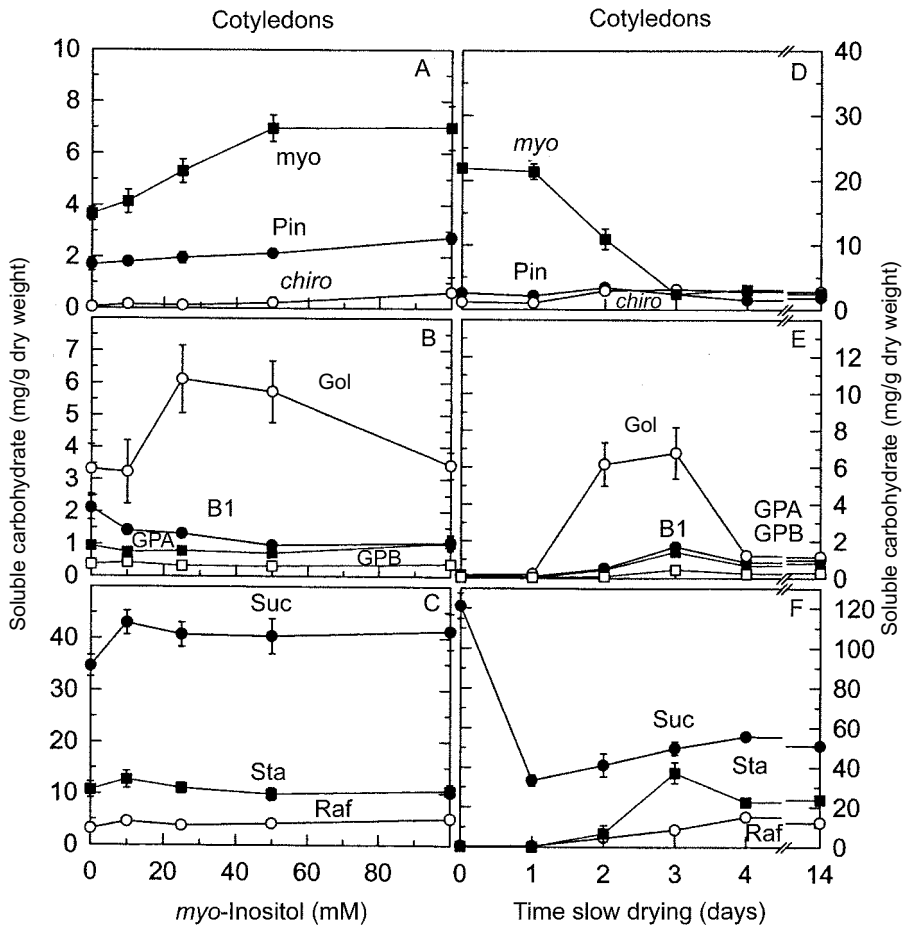 Cotyledons
Cotyledons
Soluble carbohydrate (mg/g dry weight)
10
8
6
4
2
0
A
myo
Pin
chiro
D
myo
Pin
chiro
40
30
20
10
0
7
6
5
4
3
2
1
0
B
Gol
B1
GPA
GPB
E
Gol
B1
GPA
GPB
12
10
8
6
4
2
0
40
30
20
10
0
C
Suc
Sta
Raf
F
Suc
Sta
Raf
120
100
80
60
40
20
0
Soluble carbohydrate (mg/g dry weight)
0 20 40 60 80
0 1 2 3 4 14
myo-Inositol (mM)
Time slow drying (days)